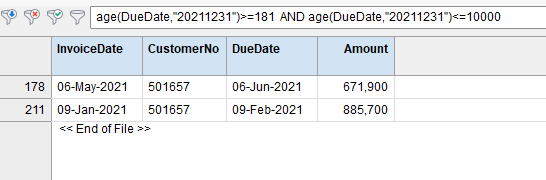 age(DueDate,"20211231")>=181 AND age(DueDate,"20211231")<=10000
InvoiceDate CustomerNo DueDate Amount
178 06-May-2021 501657 06-Jun-2021 671,900
211 09-Jan-2021 501657 09-Feb-2021 885,700
<< End of File >>